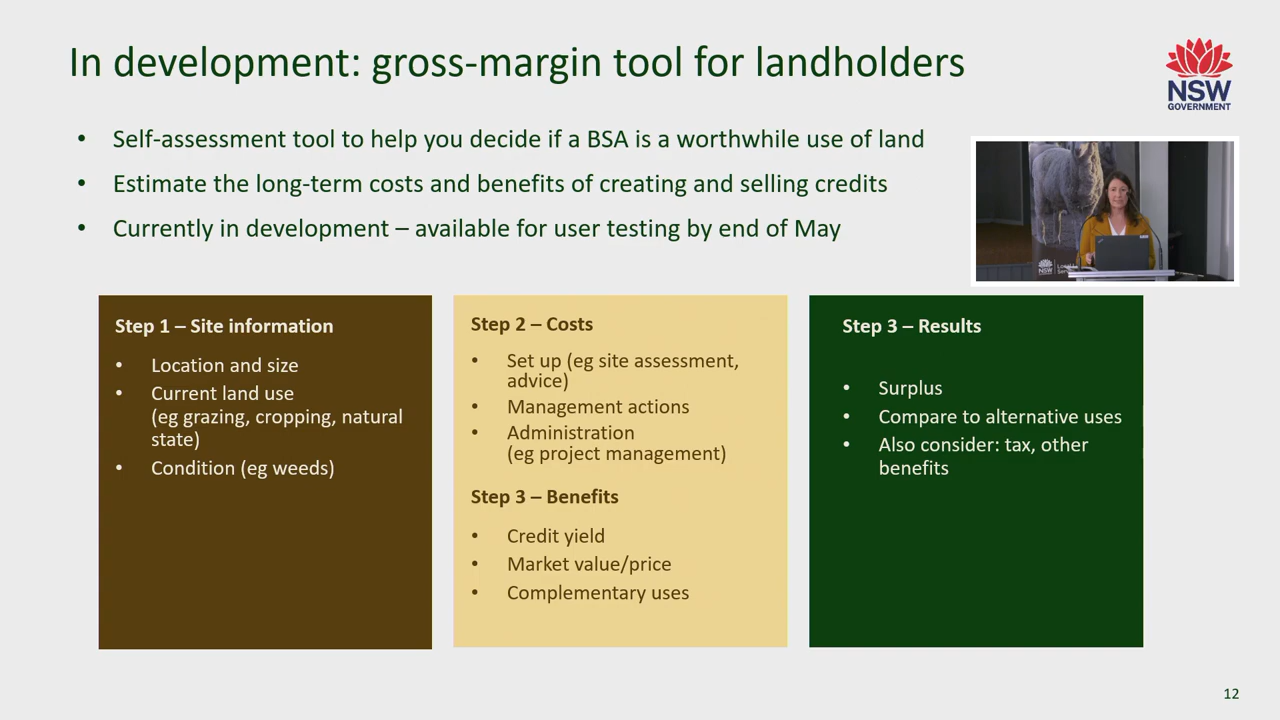 In development: gross-margin tool for landholders
NSW
GOVERNMENT
• Self-assessment tool to help you decide if a BSA is a worthwhile use of land
• Estimate the long-term costs and benefits of creating and selling credits
• Currently in development – available for user testing by end of May
Step 1 – Site information
• Location and size
• Current land use
(eg grazing, cropping, natural
state)
• Condition (eg weeds)
Step 2 – Costs
• Set up (eg site assessment,
advice)
• Management actions
• Administration
(eg project management)
Step 3 – Benefits
• Credit yield
• Market value/price
• Complementary uses
Step 3 – Results
• Surplus
• Compare to alternative uses
• Also consider: tax, other
benefits
12